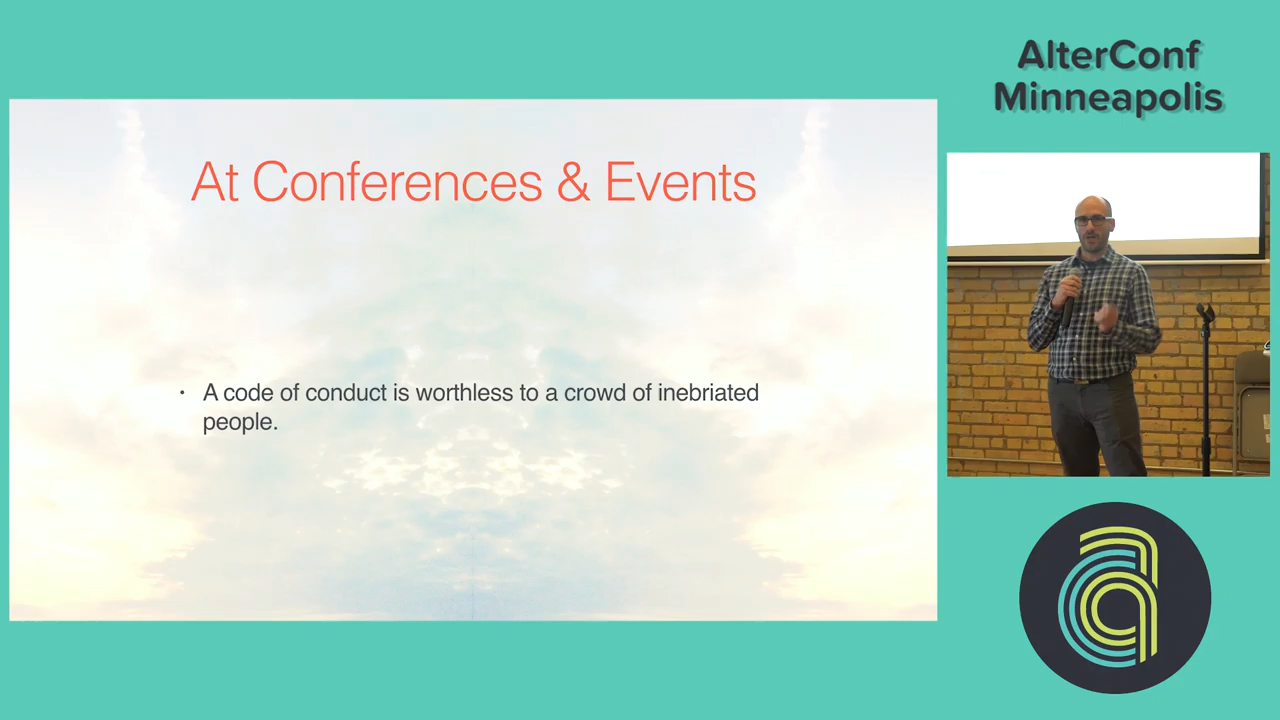 AlterConf
Minneapolis
At Conferences & Events
· A code of conduct is worthless to a crowd of inebriated
people.